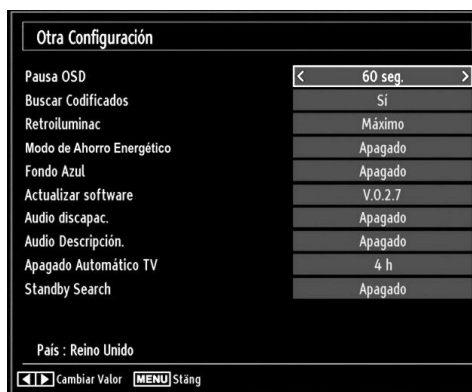 Otra Configuración
Pausa OSD < 60 seg. >
Buscar Codificados Sí
Retroiluminac Máximo
Modo de Ahorro Energético Apagado
Fondo Azul Apagado
Actualizar software V.0.2.7
Audio discapac. Apagado
Audio Descripción. Apagado
Apagado Automático TV 4 h
Standby Search Apagado
País : Reino Unido
Cambiar Valor MENU Stäng